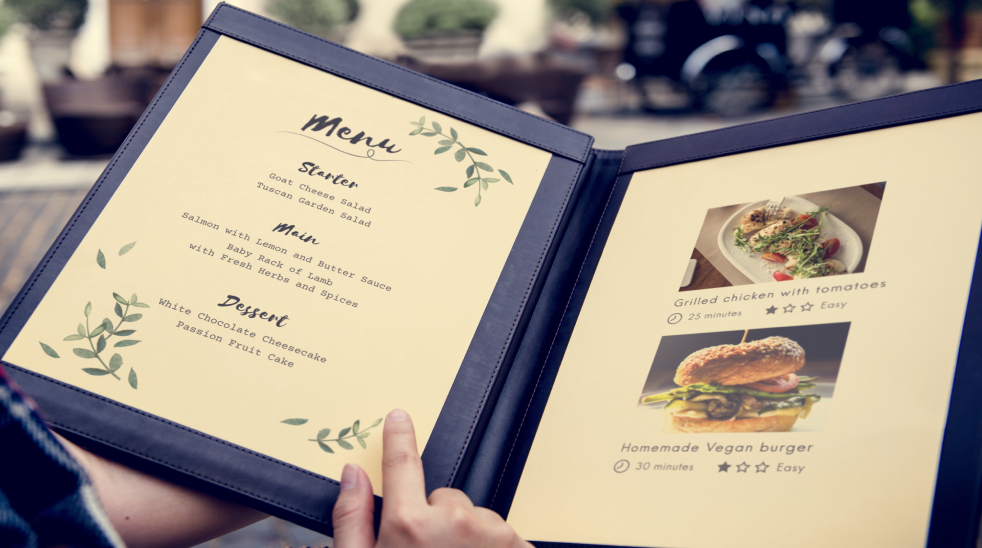 Menu
Starter
Goat Cheese Salad
Tuscan Garden Salad
Main
Salmon with Lemon and Butter Sauce
Baby Rack of Lamb
with Fresh Herbs and Spices
Dessert
White Chocolate Cheesecake
Passion Fruit Cake
Grilled chicken with tomatoes
25 minutes Easy
Homemade Vegan burger
30 minutes Easy